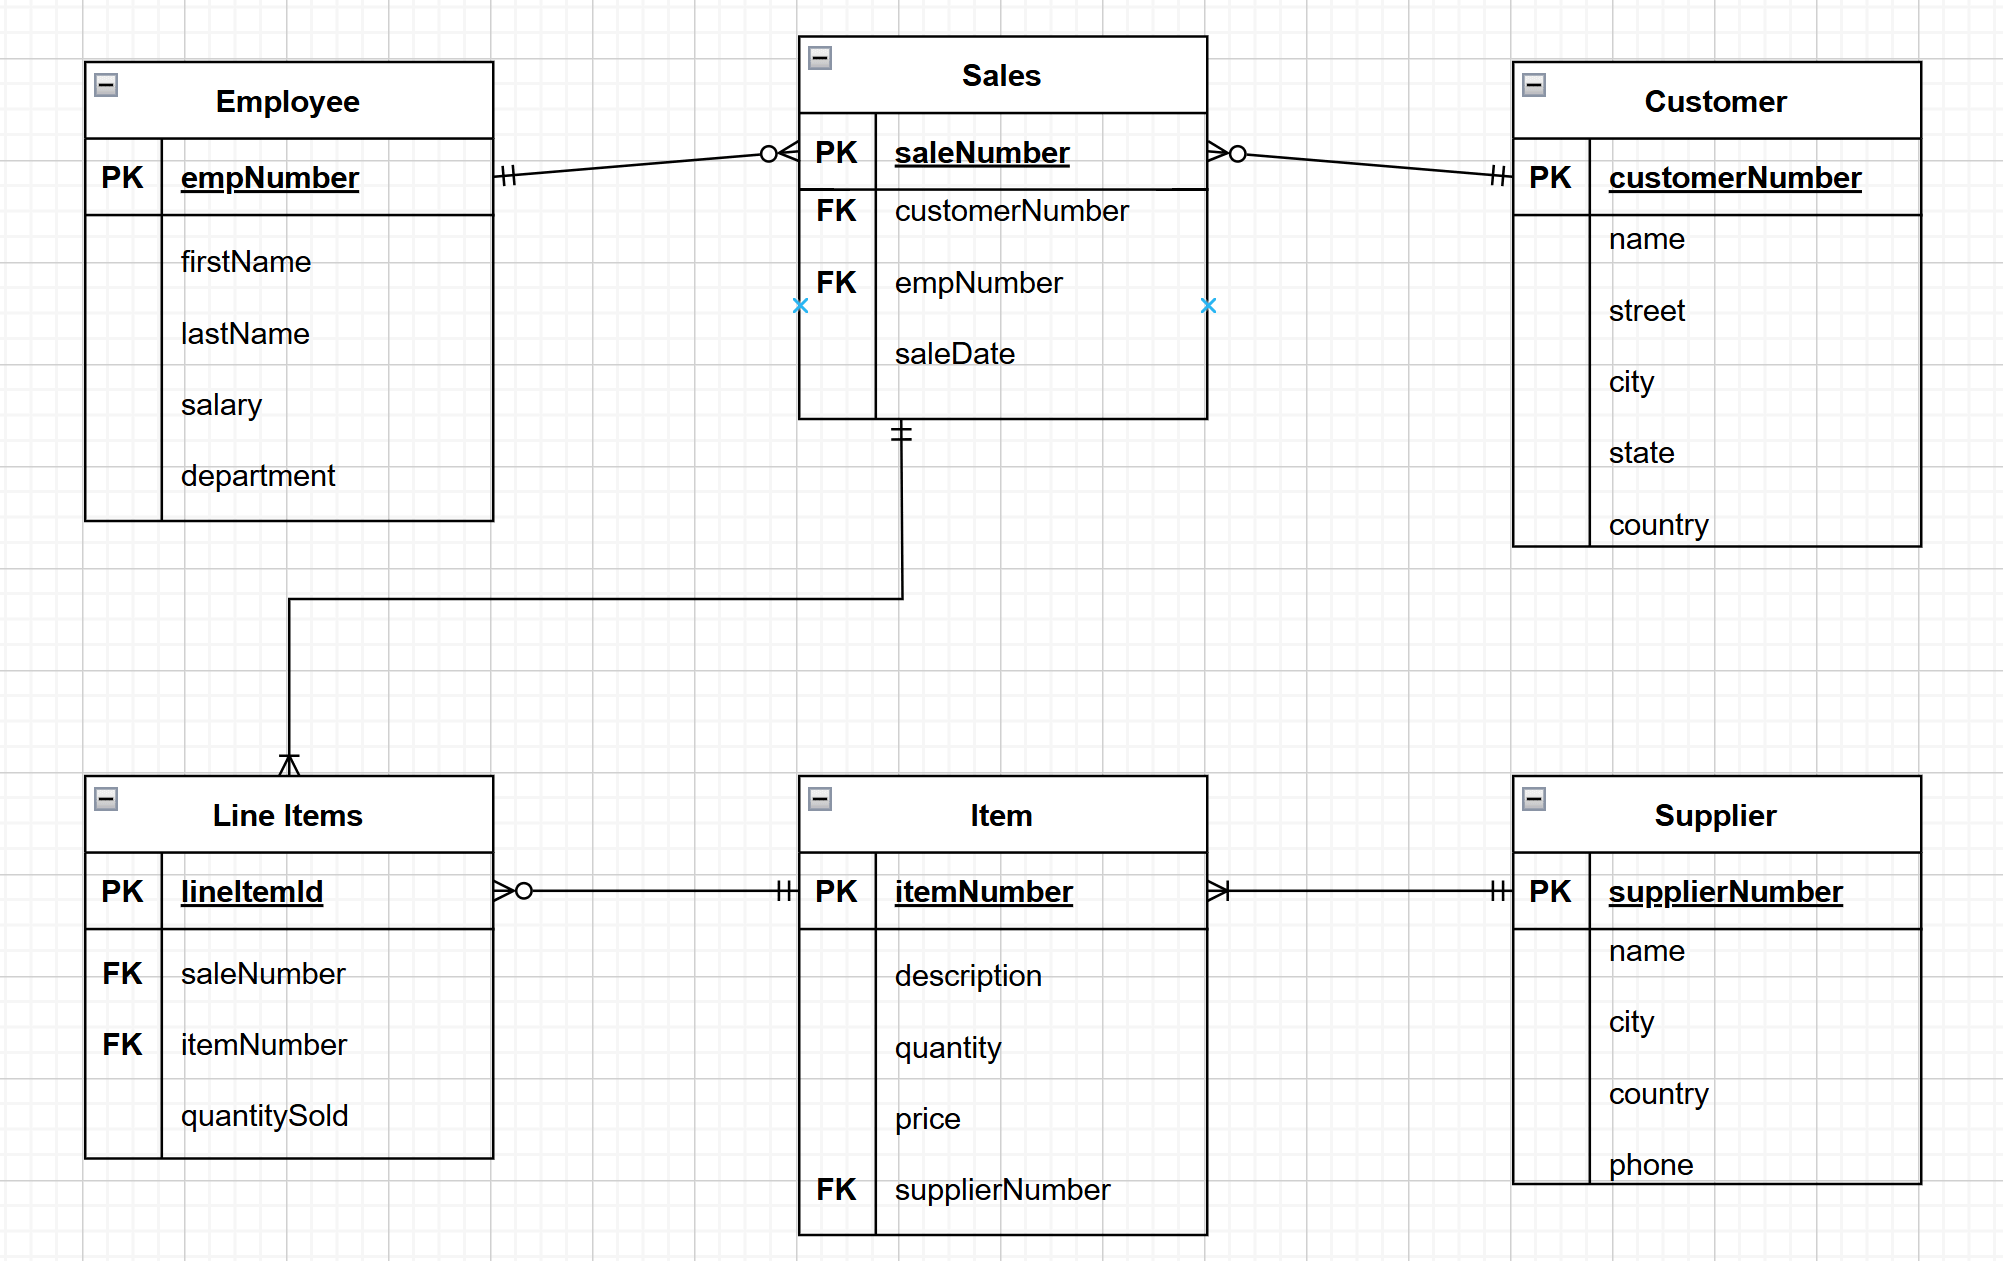 Employee
PK empNumber
firstName
lastName
salary
department
Sales
PK saleNumber
FK customerNumber
FK empNumber
saleDate
Customer
PK customerNumber
name
street
city
state
country
Line Items
PK lineItemId
FK saleNumber
FK itemNumber
quantitySold
Item
PK itemNumber
description
quantity
price
FK supplierNumber
Supplier
PK supplierNumber
name
city
country
phone